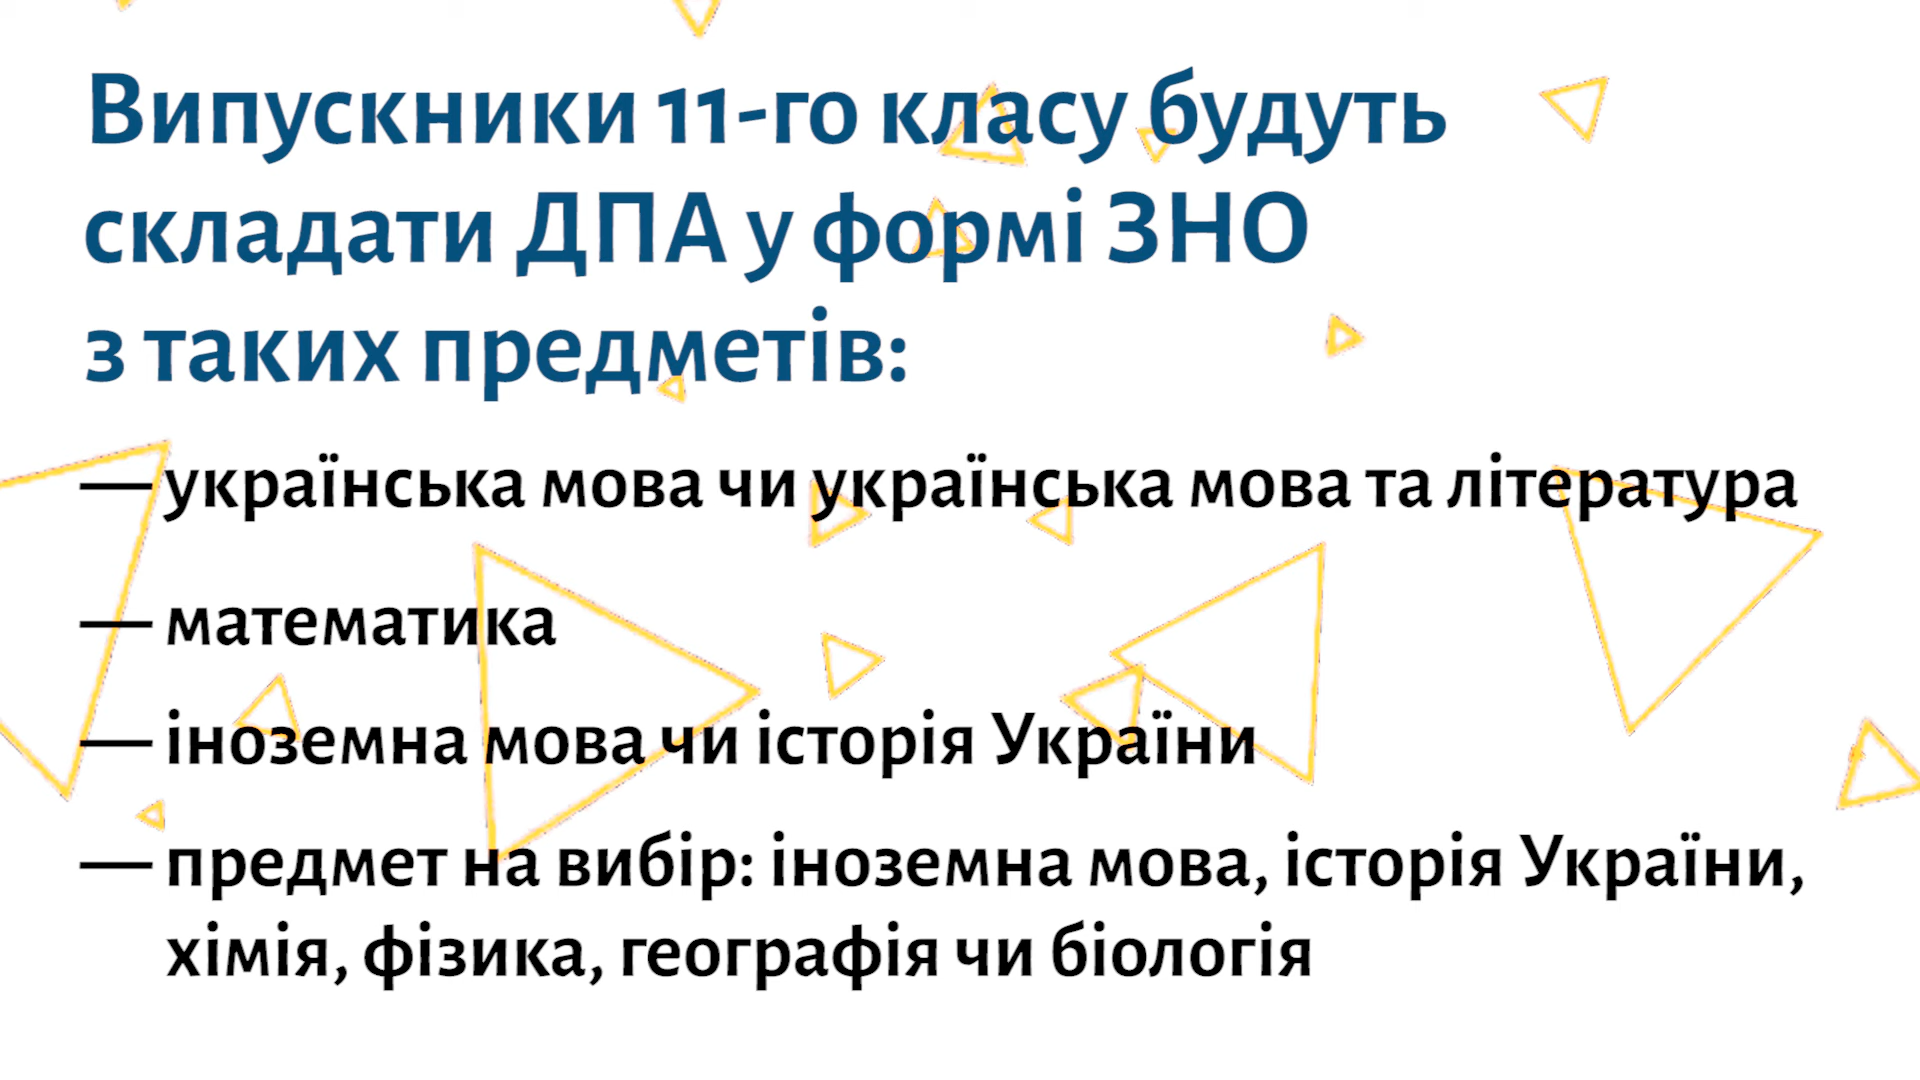 Випускники 11-го класу будуть
складати ДПА у формі ЗНО
з таких предметів:
— українська мова чи українська мова та література
— математика
— іноземна мова чи історія України
— предмет на вибір: іноземна мова, історія України,
хімія, фізика, географія чи біологія